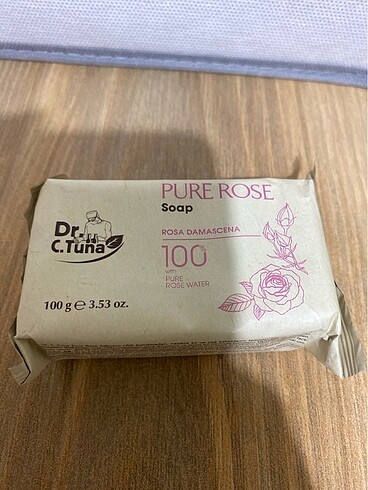 PURE ROSE
Soap
ROSA DAMASCENA
100
with
PURE
ROSE WATER
Dr.
C.Tuna
100 g e 3.53 oz.